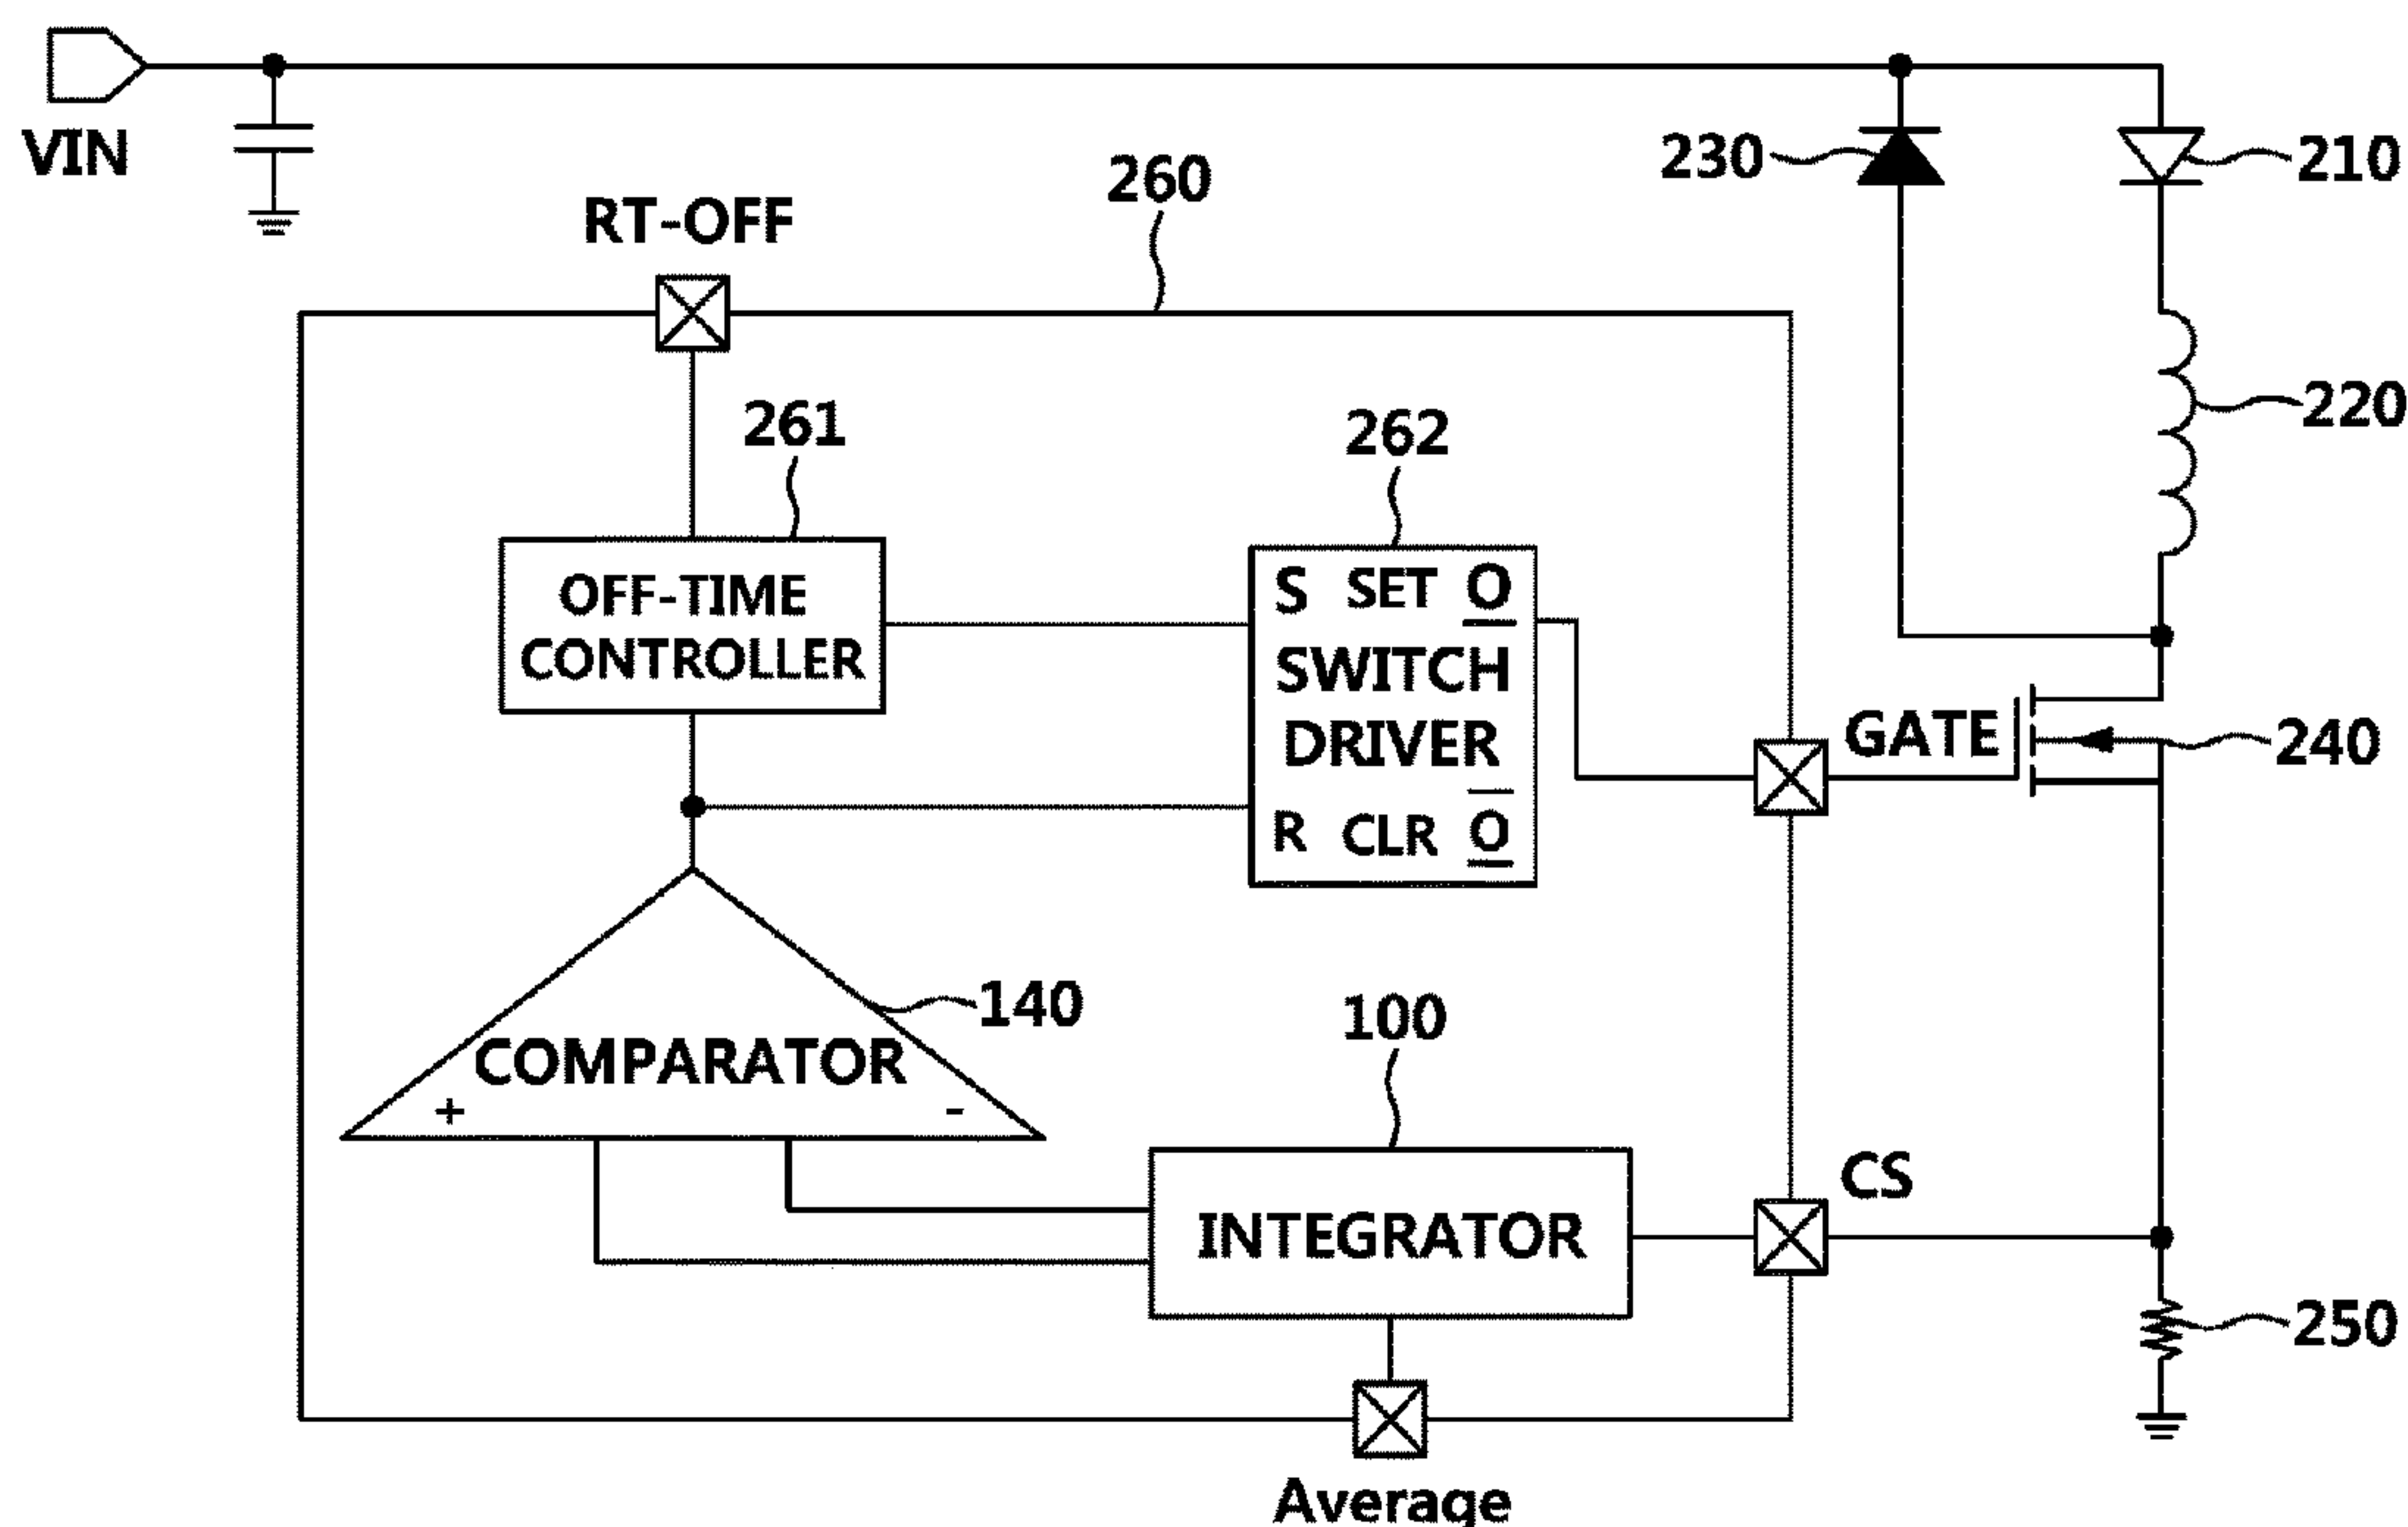 VIN
230
210
260
RT-OFF
261
262
220
OFF-TIME
CONTROLLER
S SET O
SWITCH
DRIVER
R CLR O
GATE
240
140
COMPARATOR
+ -
100
INTEGRATOR
CS
250
Average